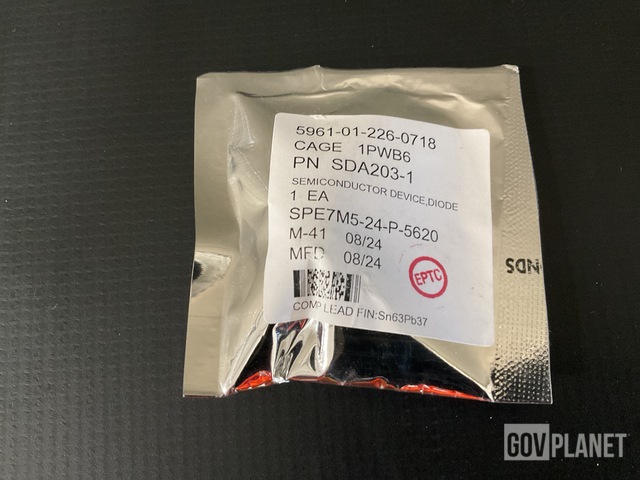 5961-01-226-0718
CAGE 1PWB6
PN SDA203-1
SEMICONDUCTOR DEVICE,DIODE
1 EA
SPE7M5-24-P-5620
M-41 08/24
MFD 08/24
EPTC
COMP LEAD FIN:Sn63Pb37
NDS
GOVPLANET